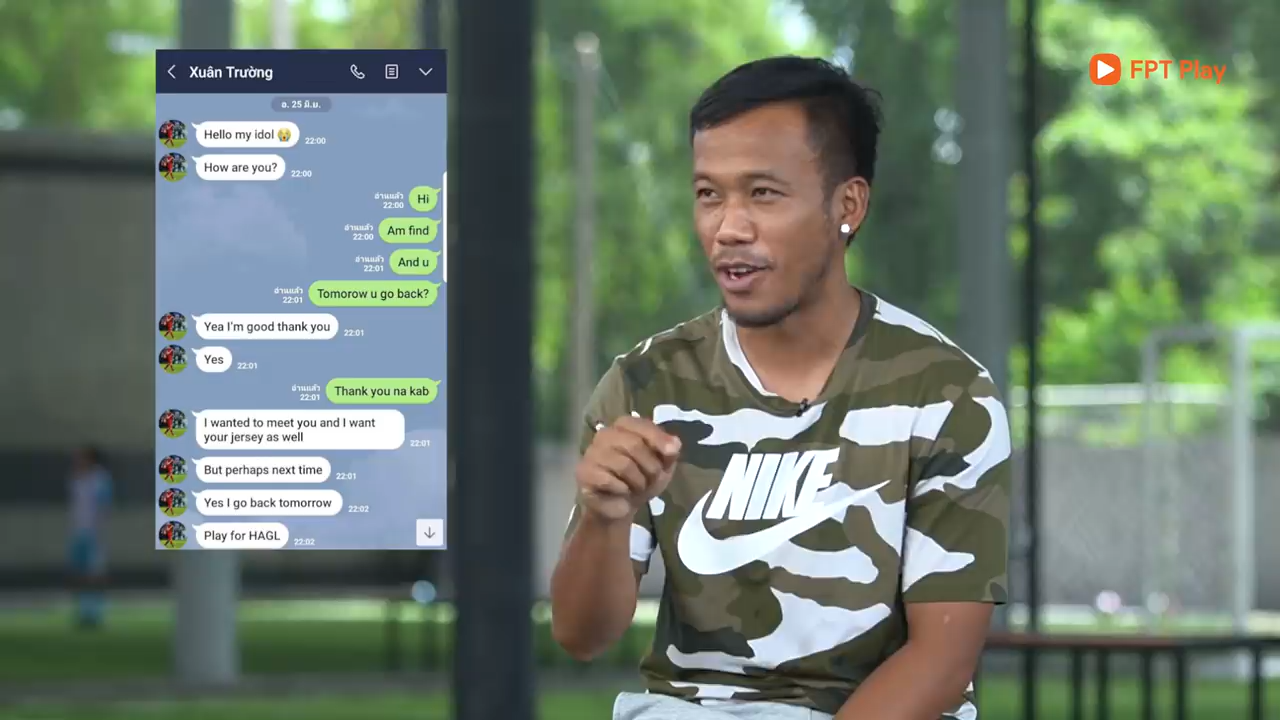 Xuân Trường
FPT Play
อ. 25 มิ.ย.
Hello my idol 😭
22:00
How are you?
22:00
อ่านแล้ว
22:00
Hi
อ่านแล้ว
22:00
Am find
อ่านแล้ว
22:01
And u
อ่านแล้ว
22:01
Tomorow u go back?
Yea I'm good thank you
22:01
Yes
22:01
อ่านแล้ว
22:01
Thank you na kab
I wanted to meet you and I want
your jersey as well
22:01
But perhaps next time
22:01
Yes I go back tomorrow
22:02
Play for HAGL
22:02
NIKE